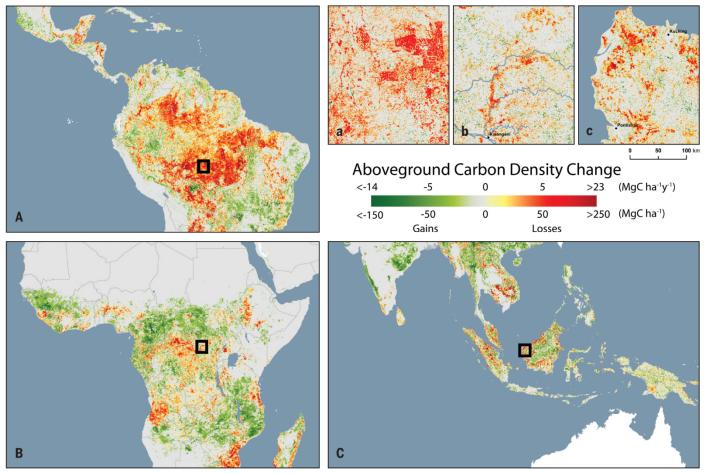 A
a
b
Kisangani
c
Kuching
Pontianak
0 50 100 km
Aboveground Carbon Density Change
<-14 -5 0 5 >23 (MgC ha⁻¹y⁻¹)
<-150 -50 0 50 >250 (MgC ha⁻¹)
Gains Losses
B
C